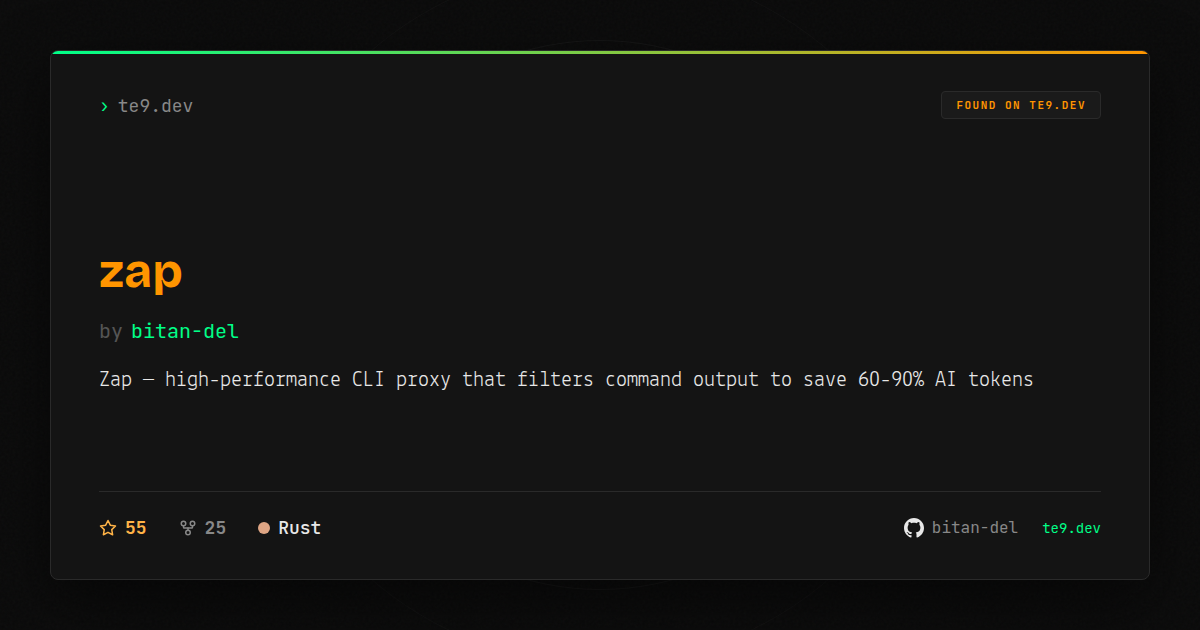 › te9.dev
FOUND ON TE9.DEV
zap
by bitan-del
Zap — high-performance CLI proxy that filters command output to save 60-90% AI tokens
55 25 Rust
bitan-del te9.dev